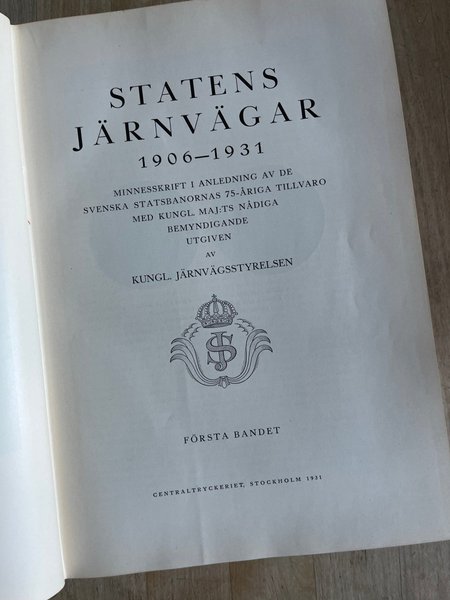 STATENS
JÄRNVÄGAR
1906—1931
MINNESSKRIFT I ANLEDNING AV DE
SVENSKA STATSBANORNAS 75-ÅRIGA TILLVARO
MED KUNGL. MAJ:TS NÅDIGA
BEMYNDIGANDE
UTGIVEN
AV
KUNGL. JÄRNVÄGSSTYRELSEN
SJ
FÖRSTA BANDET
CENTRALTRYCKERIET, STOCKHOLM 1931